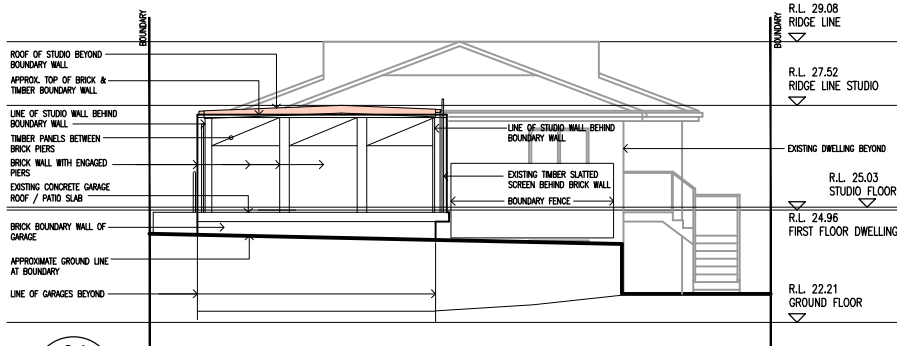 BOUNDARY
ROOF OF STUDIO BEYOND
BOUNDARY WALL
APPROX. TOP OF BRICK &
TIMBER BOUNDARY WALL
LINE OF STUDIO WALL BEHIND
BOUNDARY WALL
TIMBER PANELS BETWEEN
BRICK PIERS
BRICK WALL WITH ENGAGED
PIERS
EXISTING CONCRETE GARAGE
ROOF / PATIO SLAB
BRICK BOUNDARY WALL OF
GARAGE
APPROXIMATE GROUND LINE
AT BOUNDARY
LINE OF GARAGES BEYOND
LINE OF STUDIO WALL BEHIND
BOUNDARY WALL
EXISTING TIMBER SLATTED
SCREEN BEHIND BRICK WALL
BOUNDARY FENCE
BOUNDARY
R.L. 29.08
RIDGE LINE
R.L. 27.52
RIDGE LINE STUDIO
EXISTING DWELLING BEYOND
R.L. 25.03
STUDIO FLOOR
R.L. 24.96
FIRST FLOOR DWELLING
R.L. 22.21
GROUND FLOOR